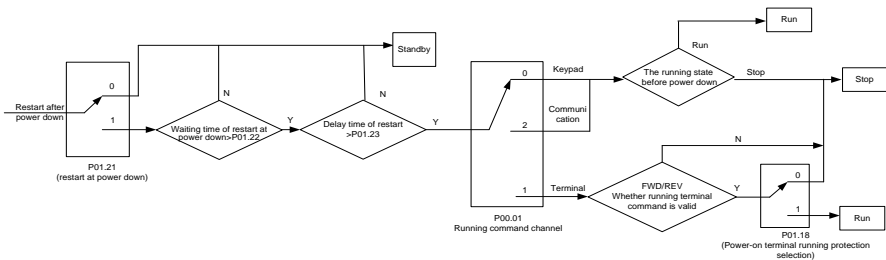 Restart after
power down
0
1
P01.21
(restart at power down)
N
Waiting time of restart at
power down>P01.22
Y
N
Delay time of restart
>P01.23
Y
Standby
0
2
1
Keypad
Communi
cation
Terminal
P00.01
Running command channel
Run
Run
The running state
before power down
Stop
Stop
N
FWD/REV
Whether running terminal
command is valid
Y
0
1
Run
P01.18
(Power-on terminal running protection
selection)